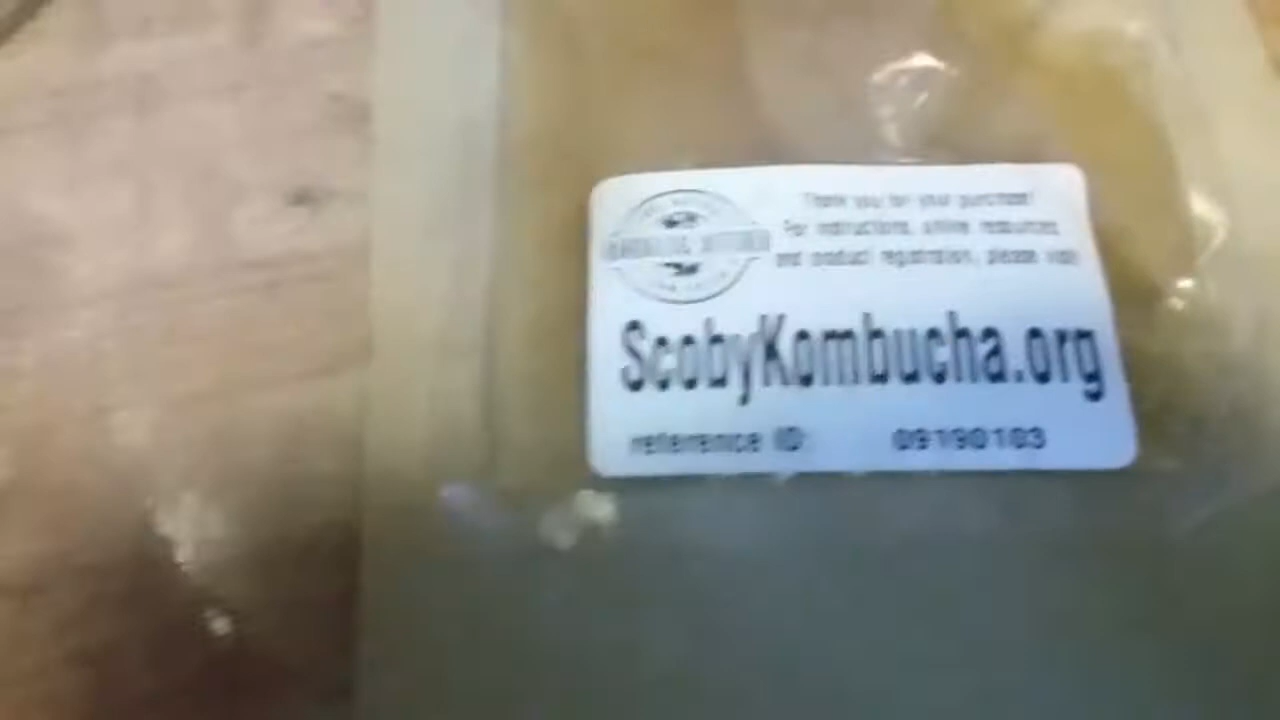 Thank you for your purchase!
For instructions, online resources
and product registration, please visit
ScobyKombucha.org
reference ID: 09190103